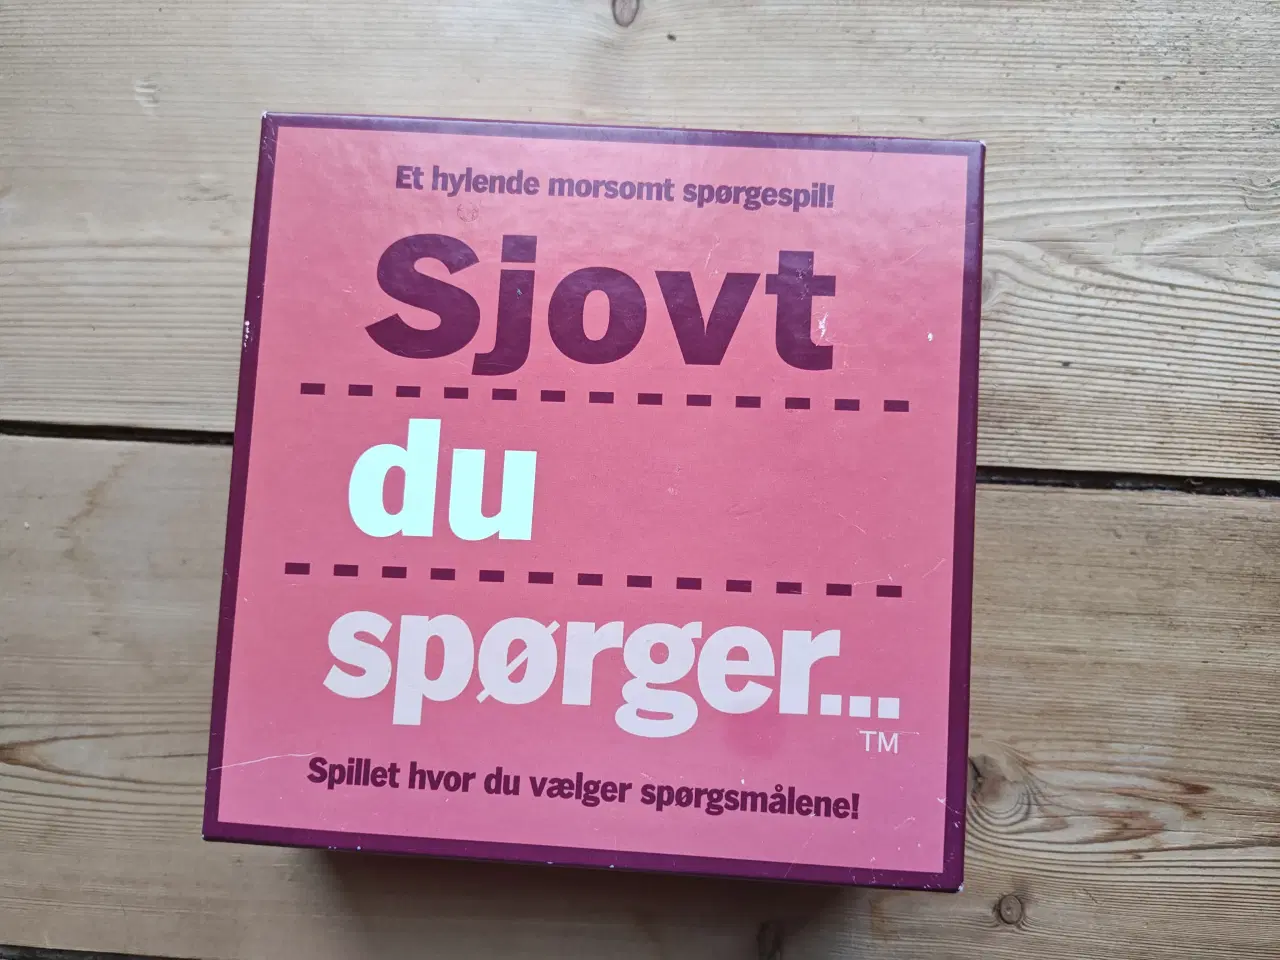 Et hylende morsomt spørgespil!
Sjovt
du
spørger...
TM
Spillet hvor du vælger spørgsmålene!